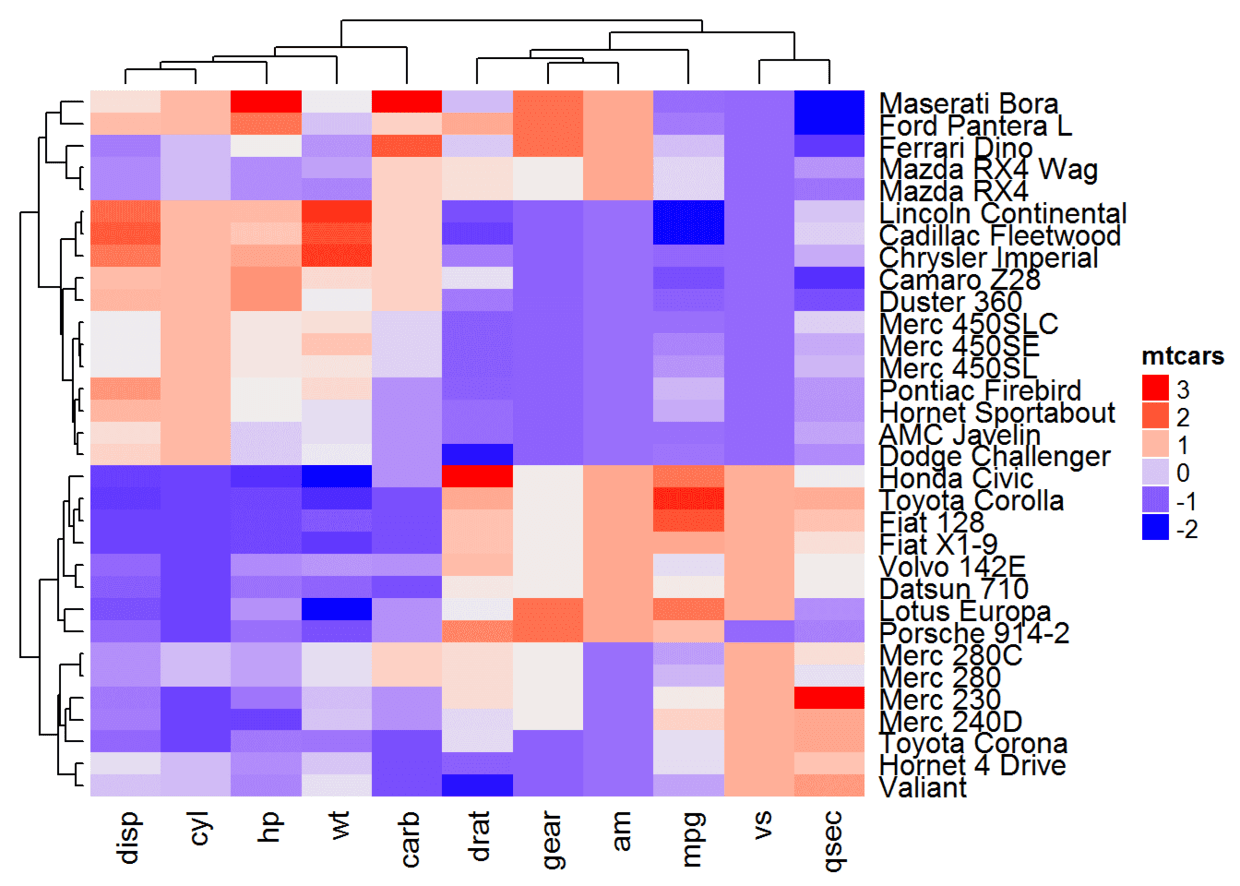 Maserati Bora
Ford Pantera L
Ferrari Dino
Mazda RX4 Wag
Mazda RX4
Lincoln Continental
Cadillac Fleetwood
Chrysler Imperial
Camaro Z28
Duster 360
Merc 450SLC
Merc 450SE
Merc 450SL
Pontiac Firebird
Hornet Sportabout
AMC Javelin
Dodge Challenger
Honda Civic
Toyota Corolla
Fiat 128
Fiat X1-9
Volvo 142E
Datsun 710
Lotus Europa
Porsche 914-2
Merc 280C
Merc 280
Merc 230
Merc 240D
Toyota Corona
Hornet 4 Drive
Valiant
disp cyl hp wt carb drat gear am mpg vs qsec
mtcars
3
2
1
0
-1
-2